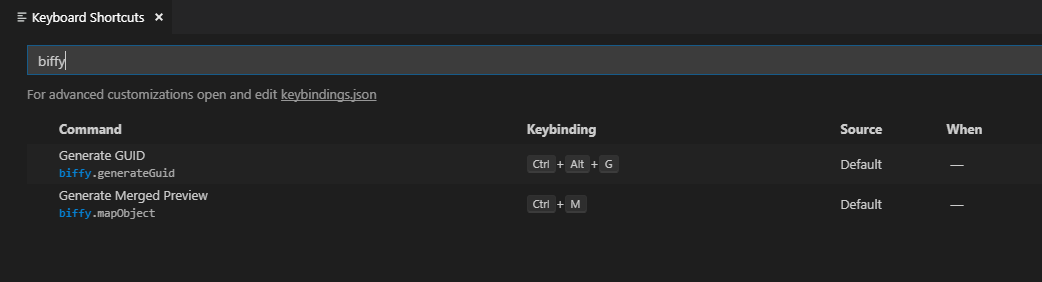 Keyboard Shortcuts ×
biffy
For advanced customizations open and edit keybindings.json
Command Keybinding Source When
Generate GUID
biffy.generateGuid Ctrl + Alt + G Default —
Generate Merged Preview
biffy.mapObject Ctrl + M Default —